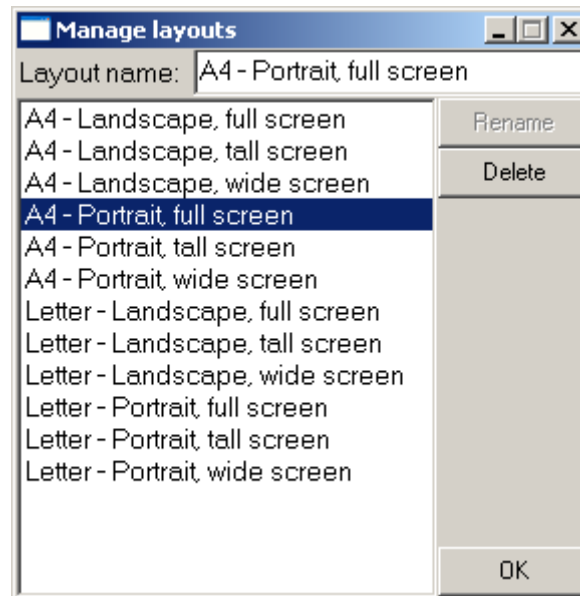 Manage layouts
Layout name: A4 - Portrait, full screen
A4 - Landscape, full screen
A4 - Landscape, tall screen
A4 - Landscape, wide screen
A4 - Portrait, full screen
A4 - Portrait, tall screen
A4 - Portrait, wide screen
Letter - Landscape, full screen
Letter - Landscape, tall screen
Letter - Landscape, wide screen
Letter - Portrait, full screen
Letter - Portrait, tall screen
Letter - Portrait, wide screen
Rename
Delete
OK